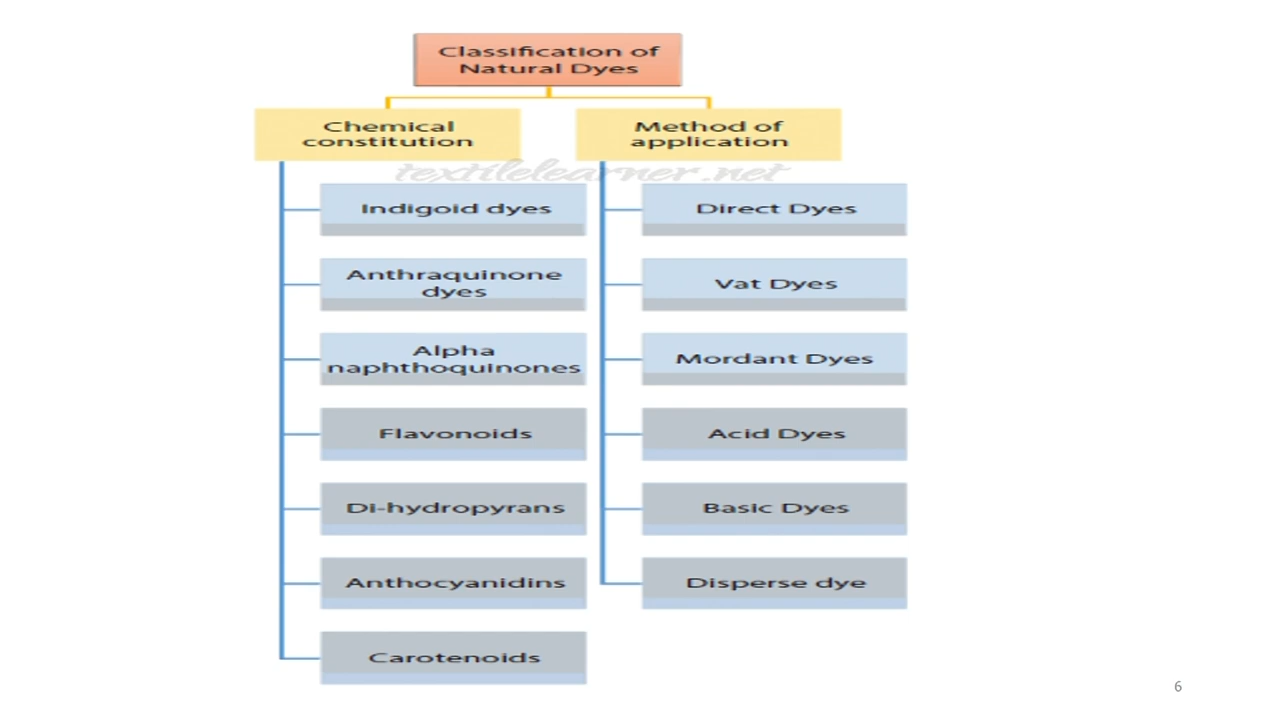 Classification of
Natural Dyes
Chemical
constitution
Method of
application
textilelearner.net
Indigoid dyes
Direct Dyes
Anthraquinone
dyes
Vat Dyes
Alpha
naphthoquinones
Mordant Dyes
Flavonoids
Acid Dyes
Di-hydropyrans
Basic Dyes
Anthocyanidins
Disperse dye
Carotenoids
6